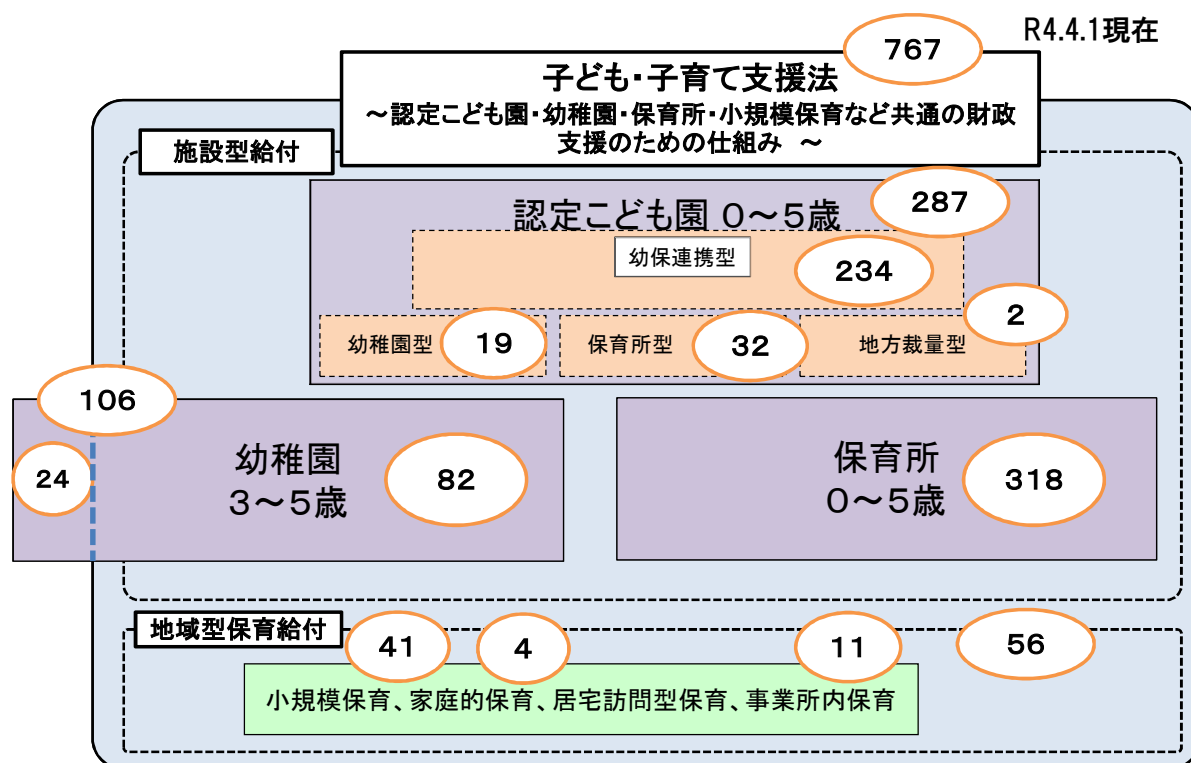 R4.4.1現在
767
子ども・子育て支援法
～認定こども園・幼稚園・保育所・小規模保育など共通の財政
支援のための仕組み ～
施設型給付
認定こども園 0～5歳
287
幼保連携型
234
2
幼稚園型
19
保育所型
32
地方裁量型
106
24
幼稚園
3～5歳
82
保育所
0～5歳
318
地域型保育給付
41
4
11
56
小規模保育、家庭的保育、居宅訪問型保育、事業所内保育